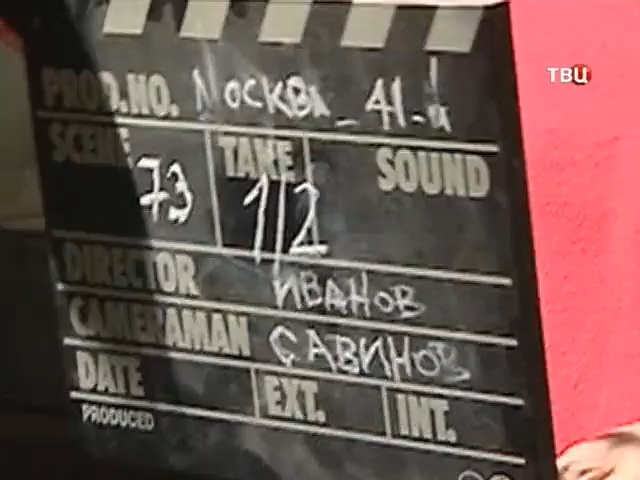 ТВЦ
PROD.NO. Москва_41-й
SCENE TAKE SOUND
73 1/2
DIRECTOR ИВАНОВ
CAMERAMAN САВИНОВ
DATE EXT. INT.
PRODUCED